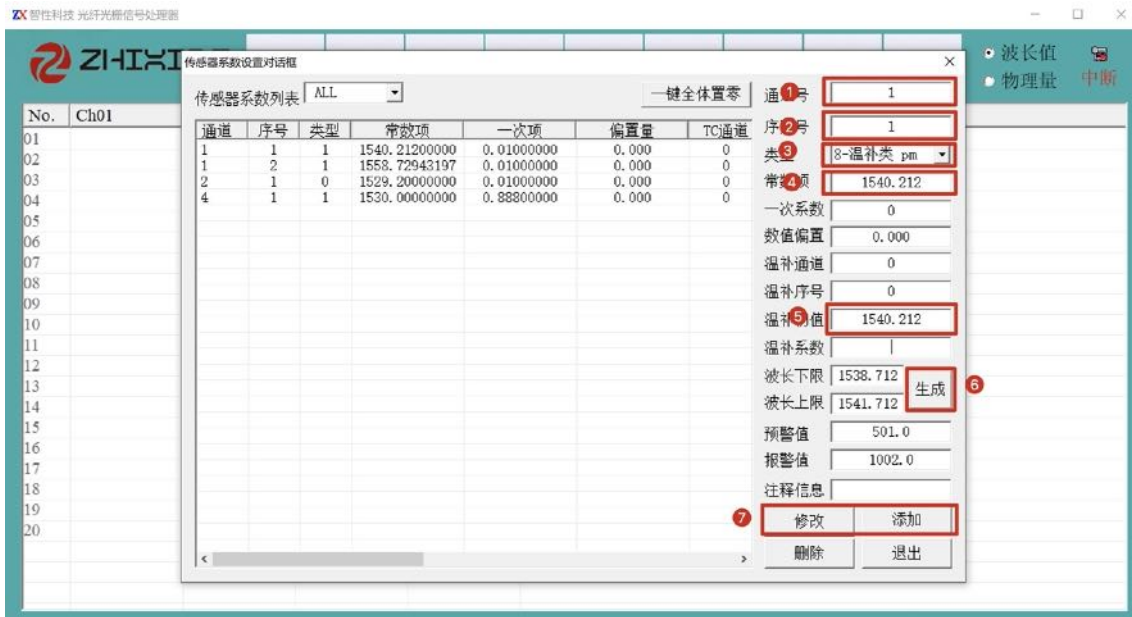 ZX 智性科技 光纤光栅信号处理器
ZHIXI
波长值
物理量
中断
传感器系数设置对话框
传感器系数列表 ALL 一键全体置零
No. Ch01
通道 序号 类型 常数项 一次项 偏置量 TC通道
1 1 1 1540.21200000 0.01000000 0.000 0
1 2 1 1558.72943197 0.01000000 0.000 0
2 1 0 1529.20000000 0.01000000 0.000 0
4 1 1 1530.00000000 0.88800000 0.000 0
01
02
03
04
05
06
07
08
09
10
11
12
13
14
15
16
17
18
19
20
通 1 号 1
序 2 号 1
类 3 8-温补类 pm
常 4 项 1540.212
一次系数 0
数值偏置 0.000
温补通道 0
温补序号 0
温补 5 值 1540.212
温补系数
波长下限 1538.712
生成 6
波长上限 1541.712
预警值 501.0
报警值 1002.0
注释信息
7 修改 添加
删除 退出